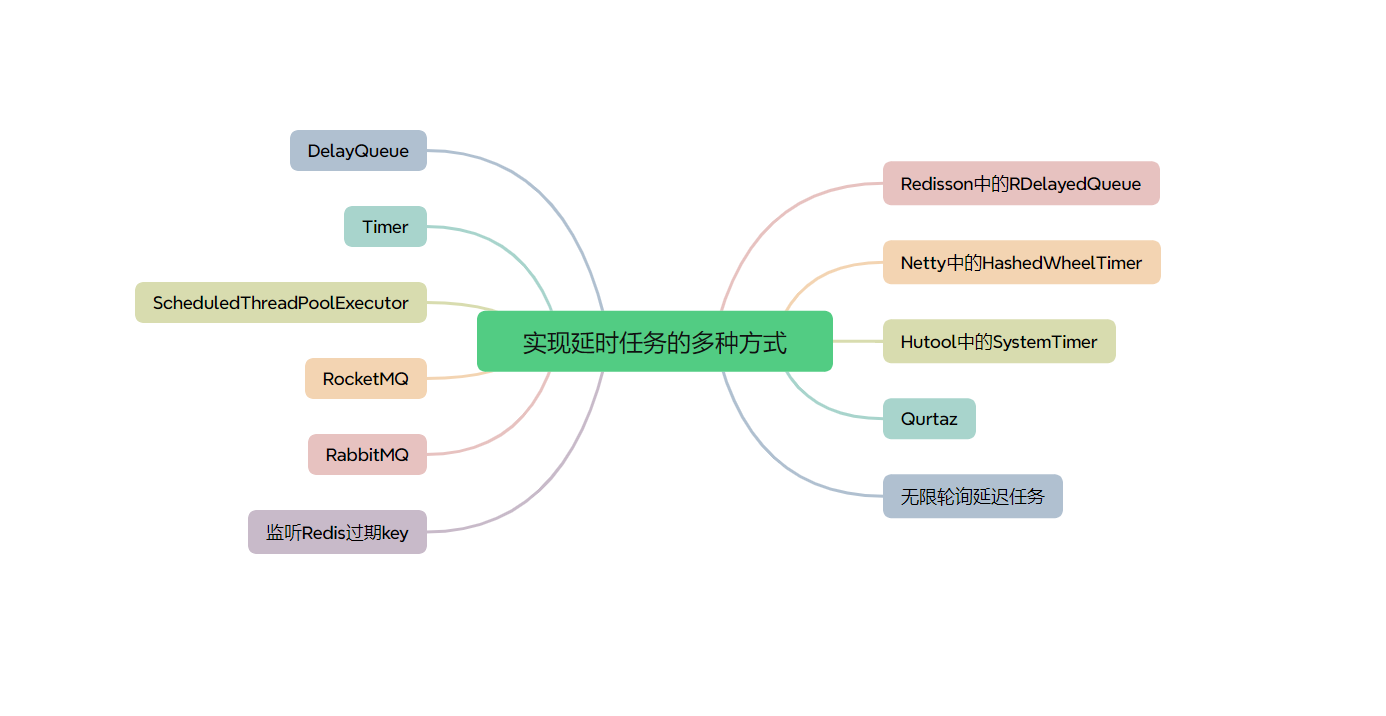 实现延时任务的多种方式
DelayQueue
Timer
ScheduledThreadPoolExecutor
RocketMQ
RabbitMQ
监听Redis过期key
Redisson中的RDelayedQueue
Netty中的HashedWheelTimer
Hutool中的SystemTimer
Qurtaz
无限轮询延迟任务